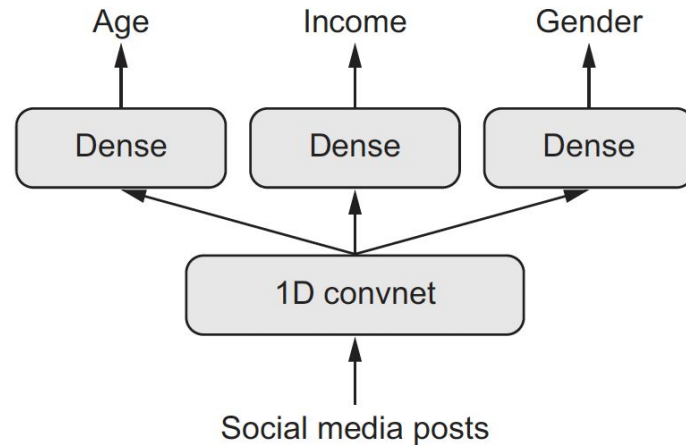 Age Income Gender
Dense Dense Dense
1D convnet
Social media posts